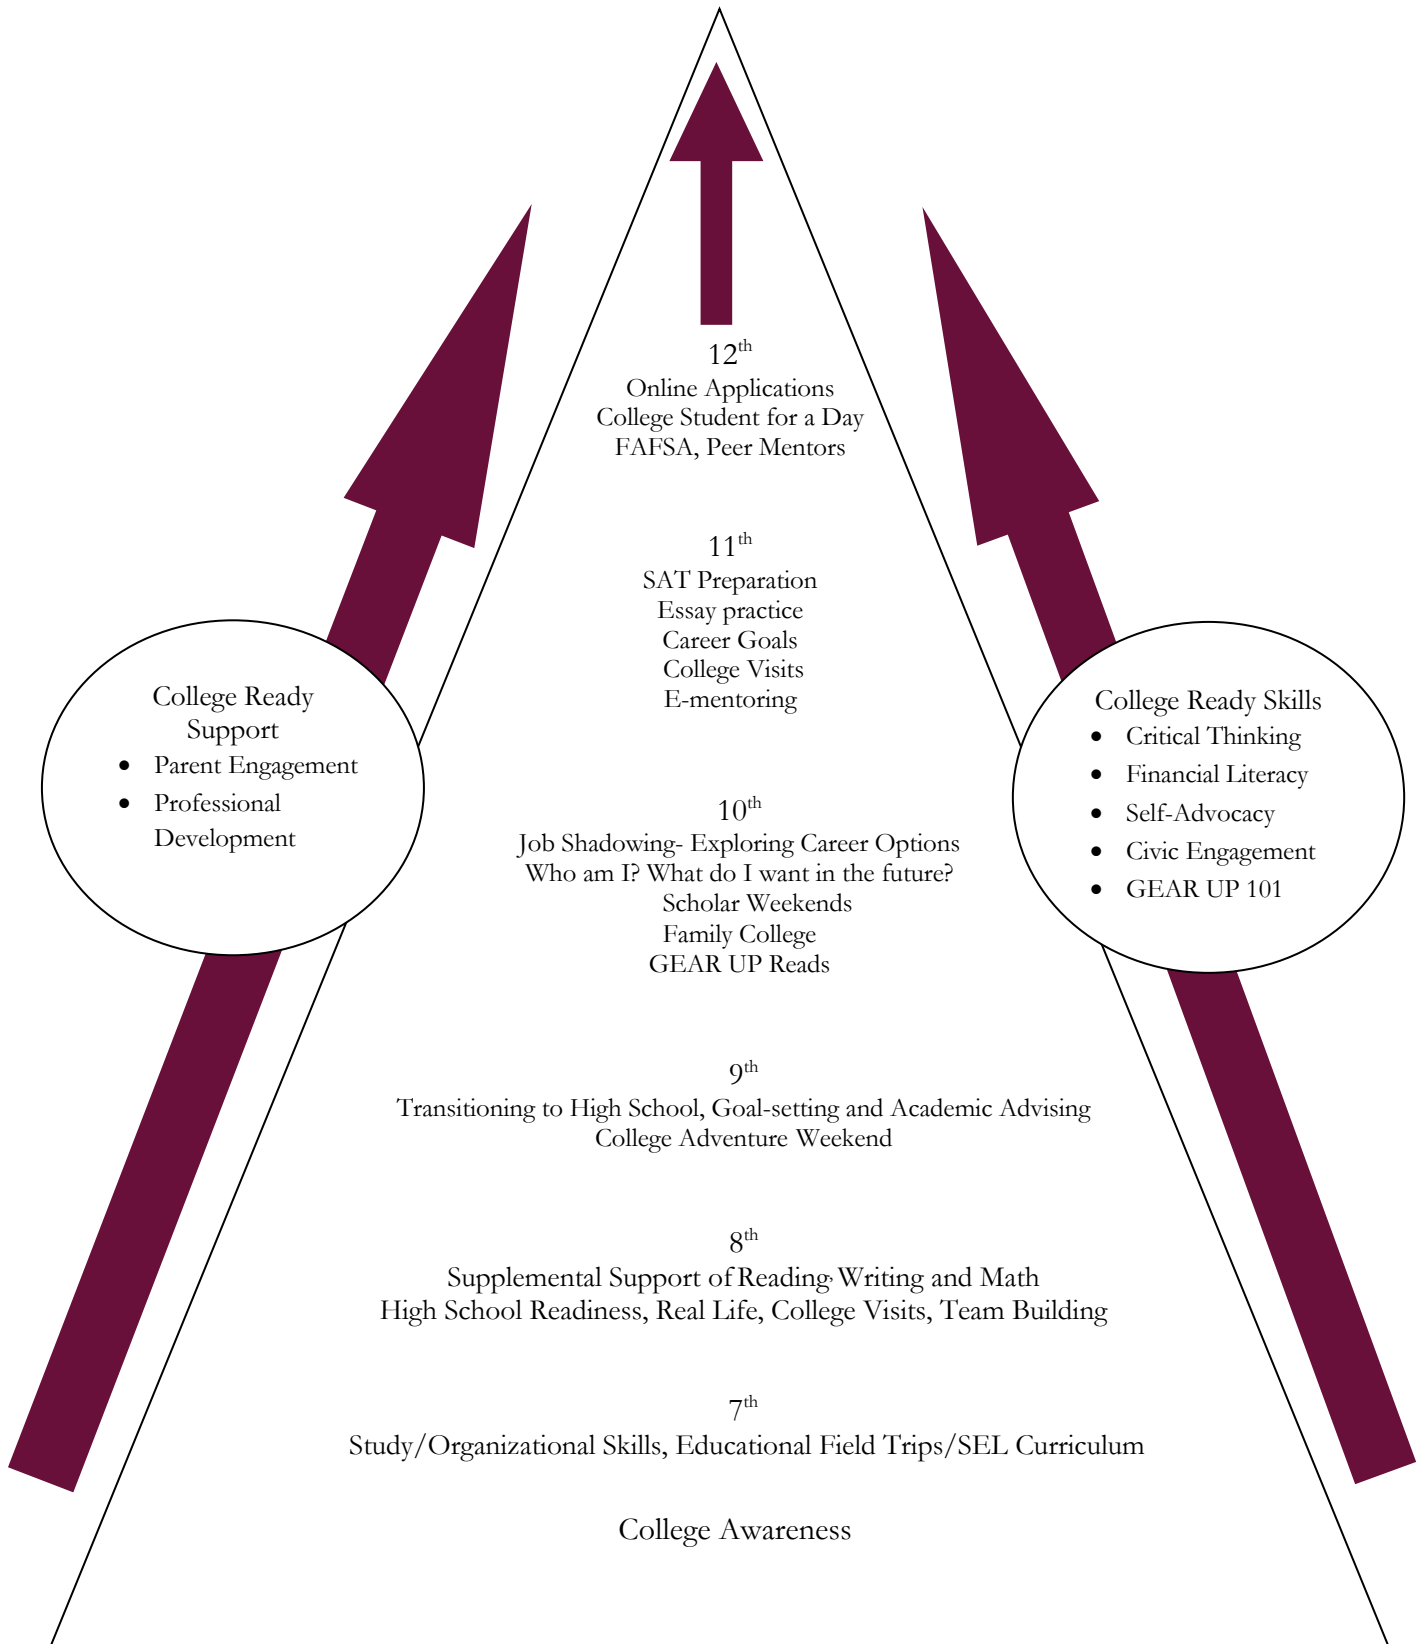 12th
Online Applications
College Student for a Day
FAFSA, Peer Mentors
11th
SAT Preparation
Essay practice
Career Goals
College Visits
E-mentoring
College Ready
Support
• Parent Engagement
• Professional
Development
College Ready Skills
• Critical Thinking
• Financial Literacy
• Self-Advocacy
• Civic Engagement
• GEAR UP 101
10th
Job Shadowing- Exploring Career Options
Who am I? What do I want in the future?
Scholar Weekends
Family College
GEAR UP Reads
9th
Transitioning to High School, Goal-setting and Academic Advising
College Adventure Weekend
8th
Supplemental Support of Reading, Writing and Math
High School Readiness, Real Life, College Visits, Team Building
7th
Study/Organizational Skills, Educational Field Trips/SEL Curriculum
College Awareness